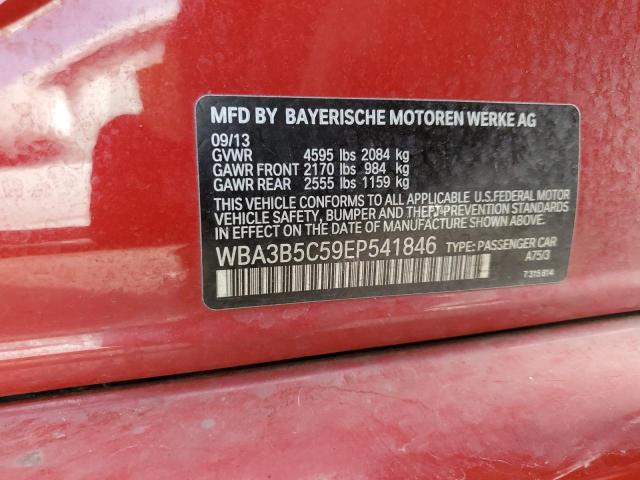 MFD BY BAYERISCHE MOTOREN WERKE AG
09/13
GVWR 4595 lbs 2084 kg
GAWR FRONT 2170 lbs 984 kg
GAWR REAR 2555 lbs 1159 kg
THIS VEHICLE CONFORMS TO ALL APPLICABLE U.S.FEDERAL MOTOR
VEHICLE SAFETY, BUMPER AND THEFT PREVENTION STANDARDS
IN EFFECT ON THE DATE OF MANUFACTURE SHOWN ABOVE.
WBA3B5C59EP541846 TYPE: PASSENGER CAR
A75/3
7315814